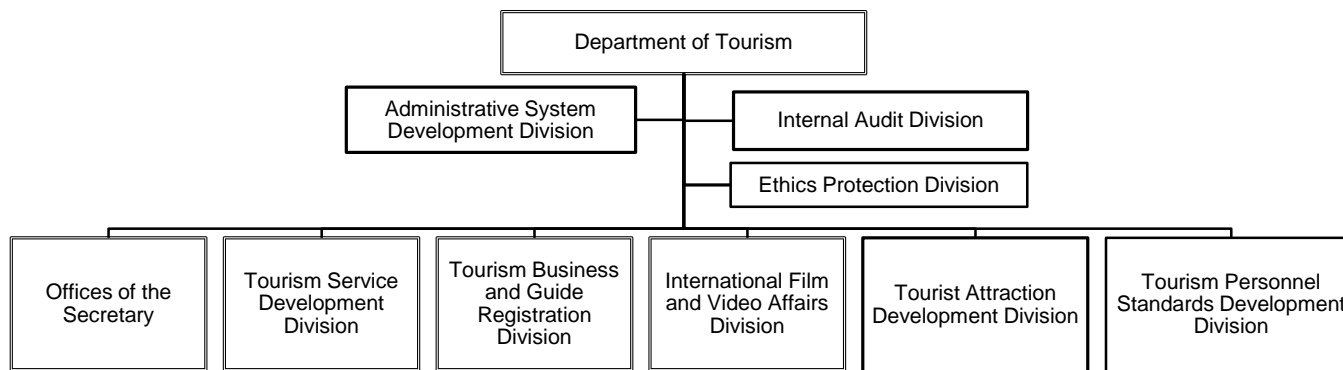 Department of Tourism
Administrative System
Development Division
Internal Audit Division
Ethics Protection Division
Offices of the
Secretary
Tourism Service
Development
Division
Tourism Business
and Guide
Registration
Division
International Film
and Video Affairs
Division
Tourist Attraction
Development Division
Tourism Personnel
Standards Development
Division